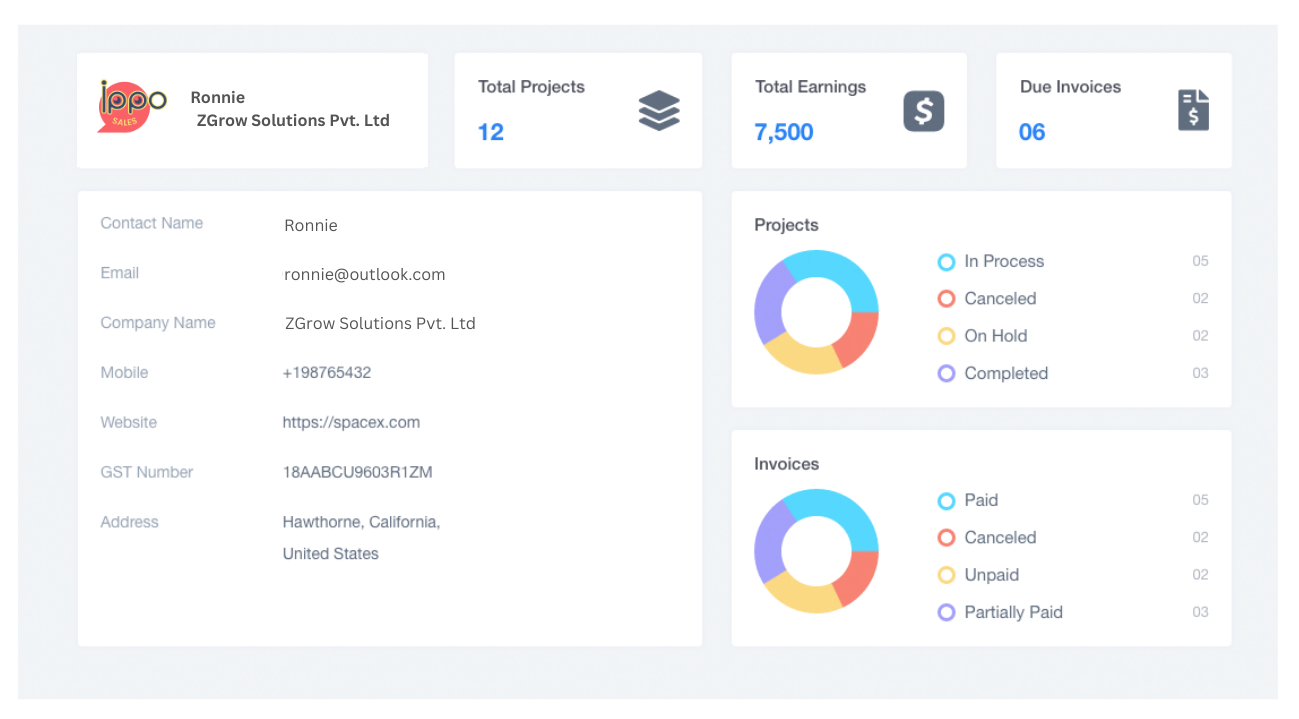 ippo
SALES
Ronnie
ZGrow Solutions Pvt. Ltd
Total Projects
12
Total Earnings
7,500
$
Due Invoices
06
$
Contact Name Ronnie
Email ronnie@outlook.com
Company Name ZGrow Solutions Pvt. Ltd
Mobile +198765432
Website https://spacex.com
GST Number 18AABCU9603R1ZM
Address Hawthorne, California,
United States
Projects
In Process 05
Canceled 02
On Hold 02
Completed 03
Invoices
Paid 05
Canceled 02
Unpaid 02
Partially Paid 03